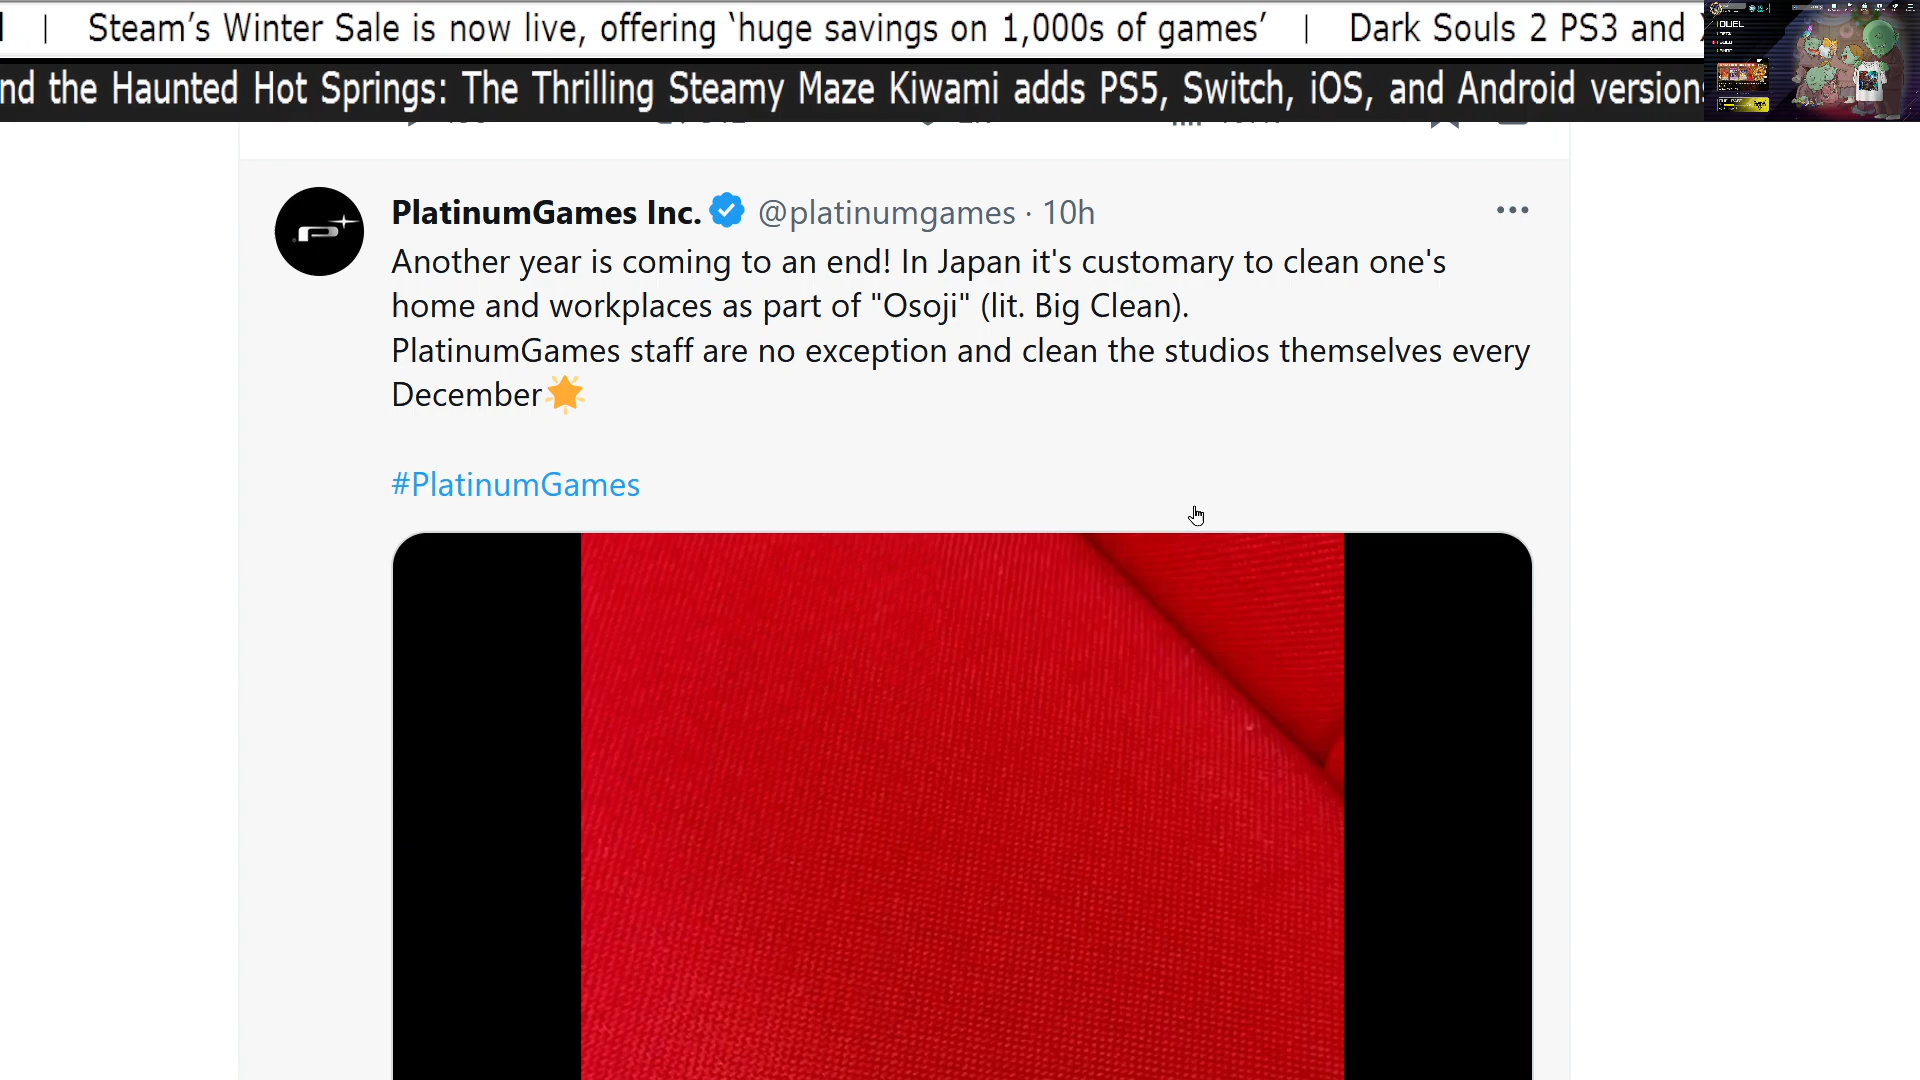 | Steam’s Winter Sale is now live, offering ‘huge savings on 1,000s of games’ | Dark Souls 2 PS3 and
nd the Haunted Hot Springs: The Thrilling Steamy Maze Kiwami adds PS5, Switch, iOS, and Android versions
PlatinumGames Inc. @platinumgames · 10h
Another year is coming to an end! In Japan it's customary to clean one's
home and workplaces as part of "Osoji" (lit. Big Clean).
PlatinumGames staff are no exception and clean the studios themselves every
December🌟
#PlatinumGames
DUEL